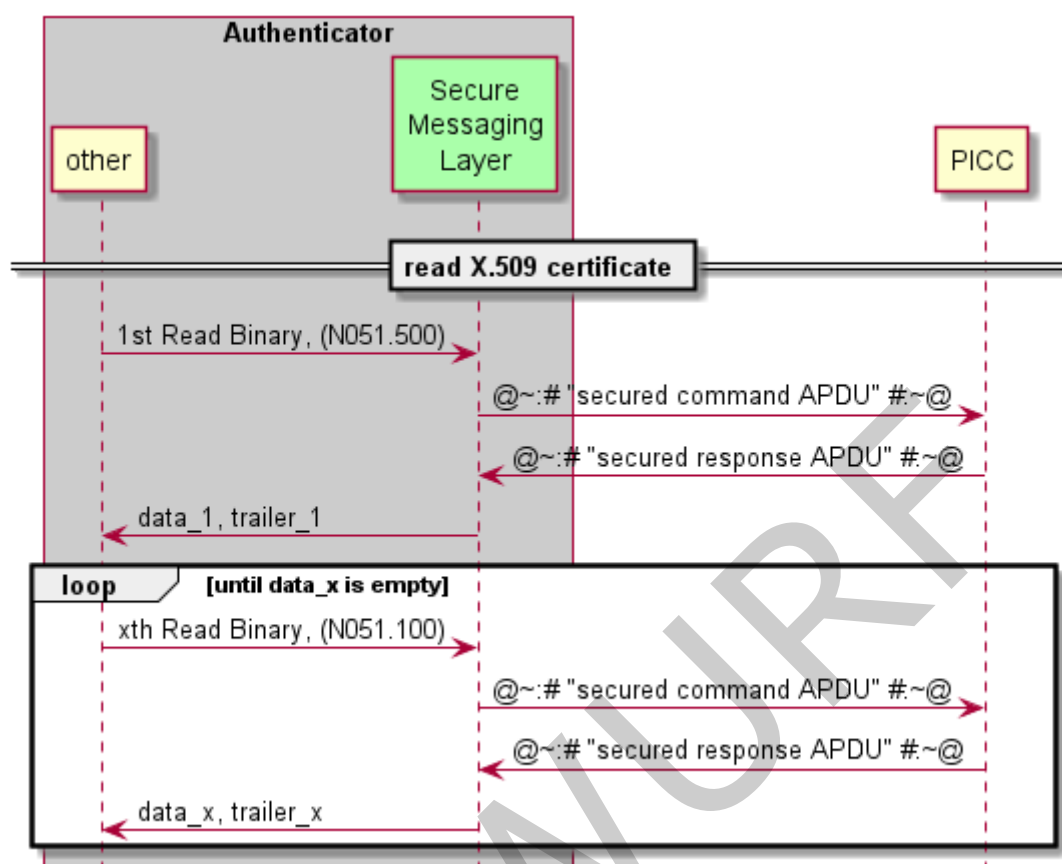 Authenticator
other
Secure
Messaging
Layer
PICC
read X.509 certificate
1st Read Binary, (N051.500)
@~:# "secured command APDU" #:~@
@~:# "secured response APDU" #:~@
data_1, trailer_1
loop [until data_x is empty]
xth Read Binary, (N051.100)
@~:# "secured command APDU" #:~@
@~:# "secured response APDU" #:~@
data_x, trailer_x
WURF